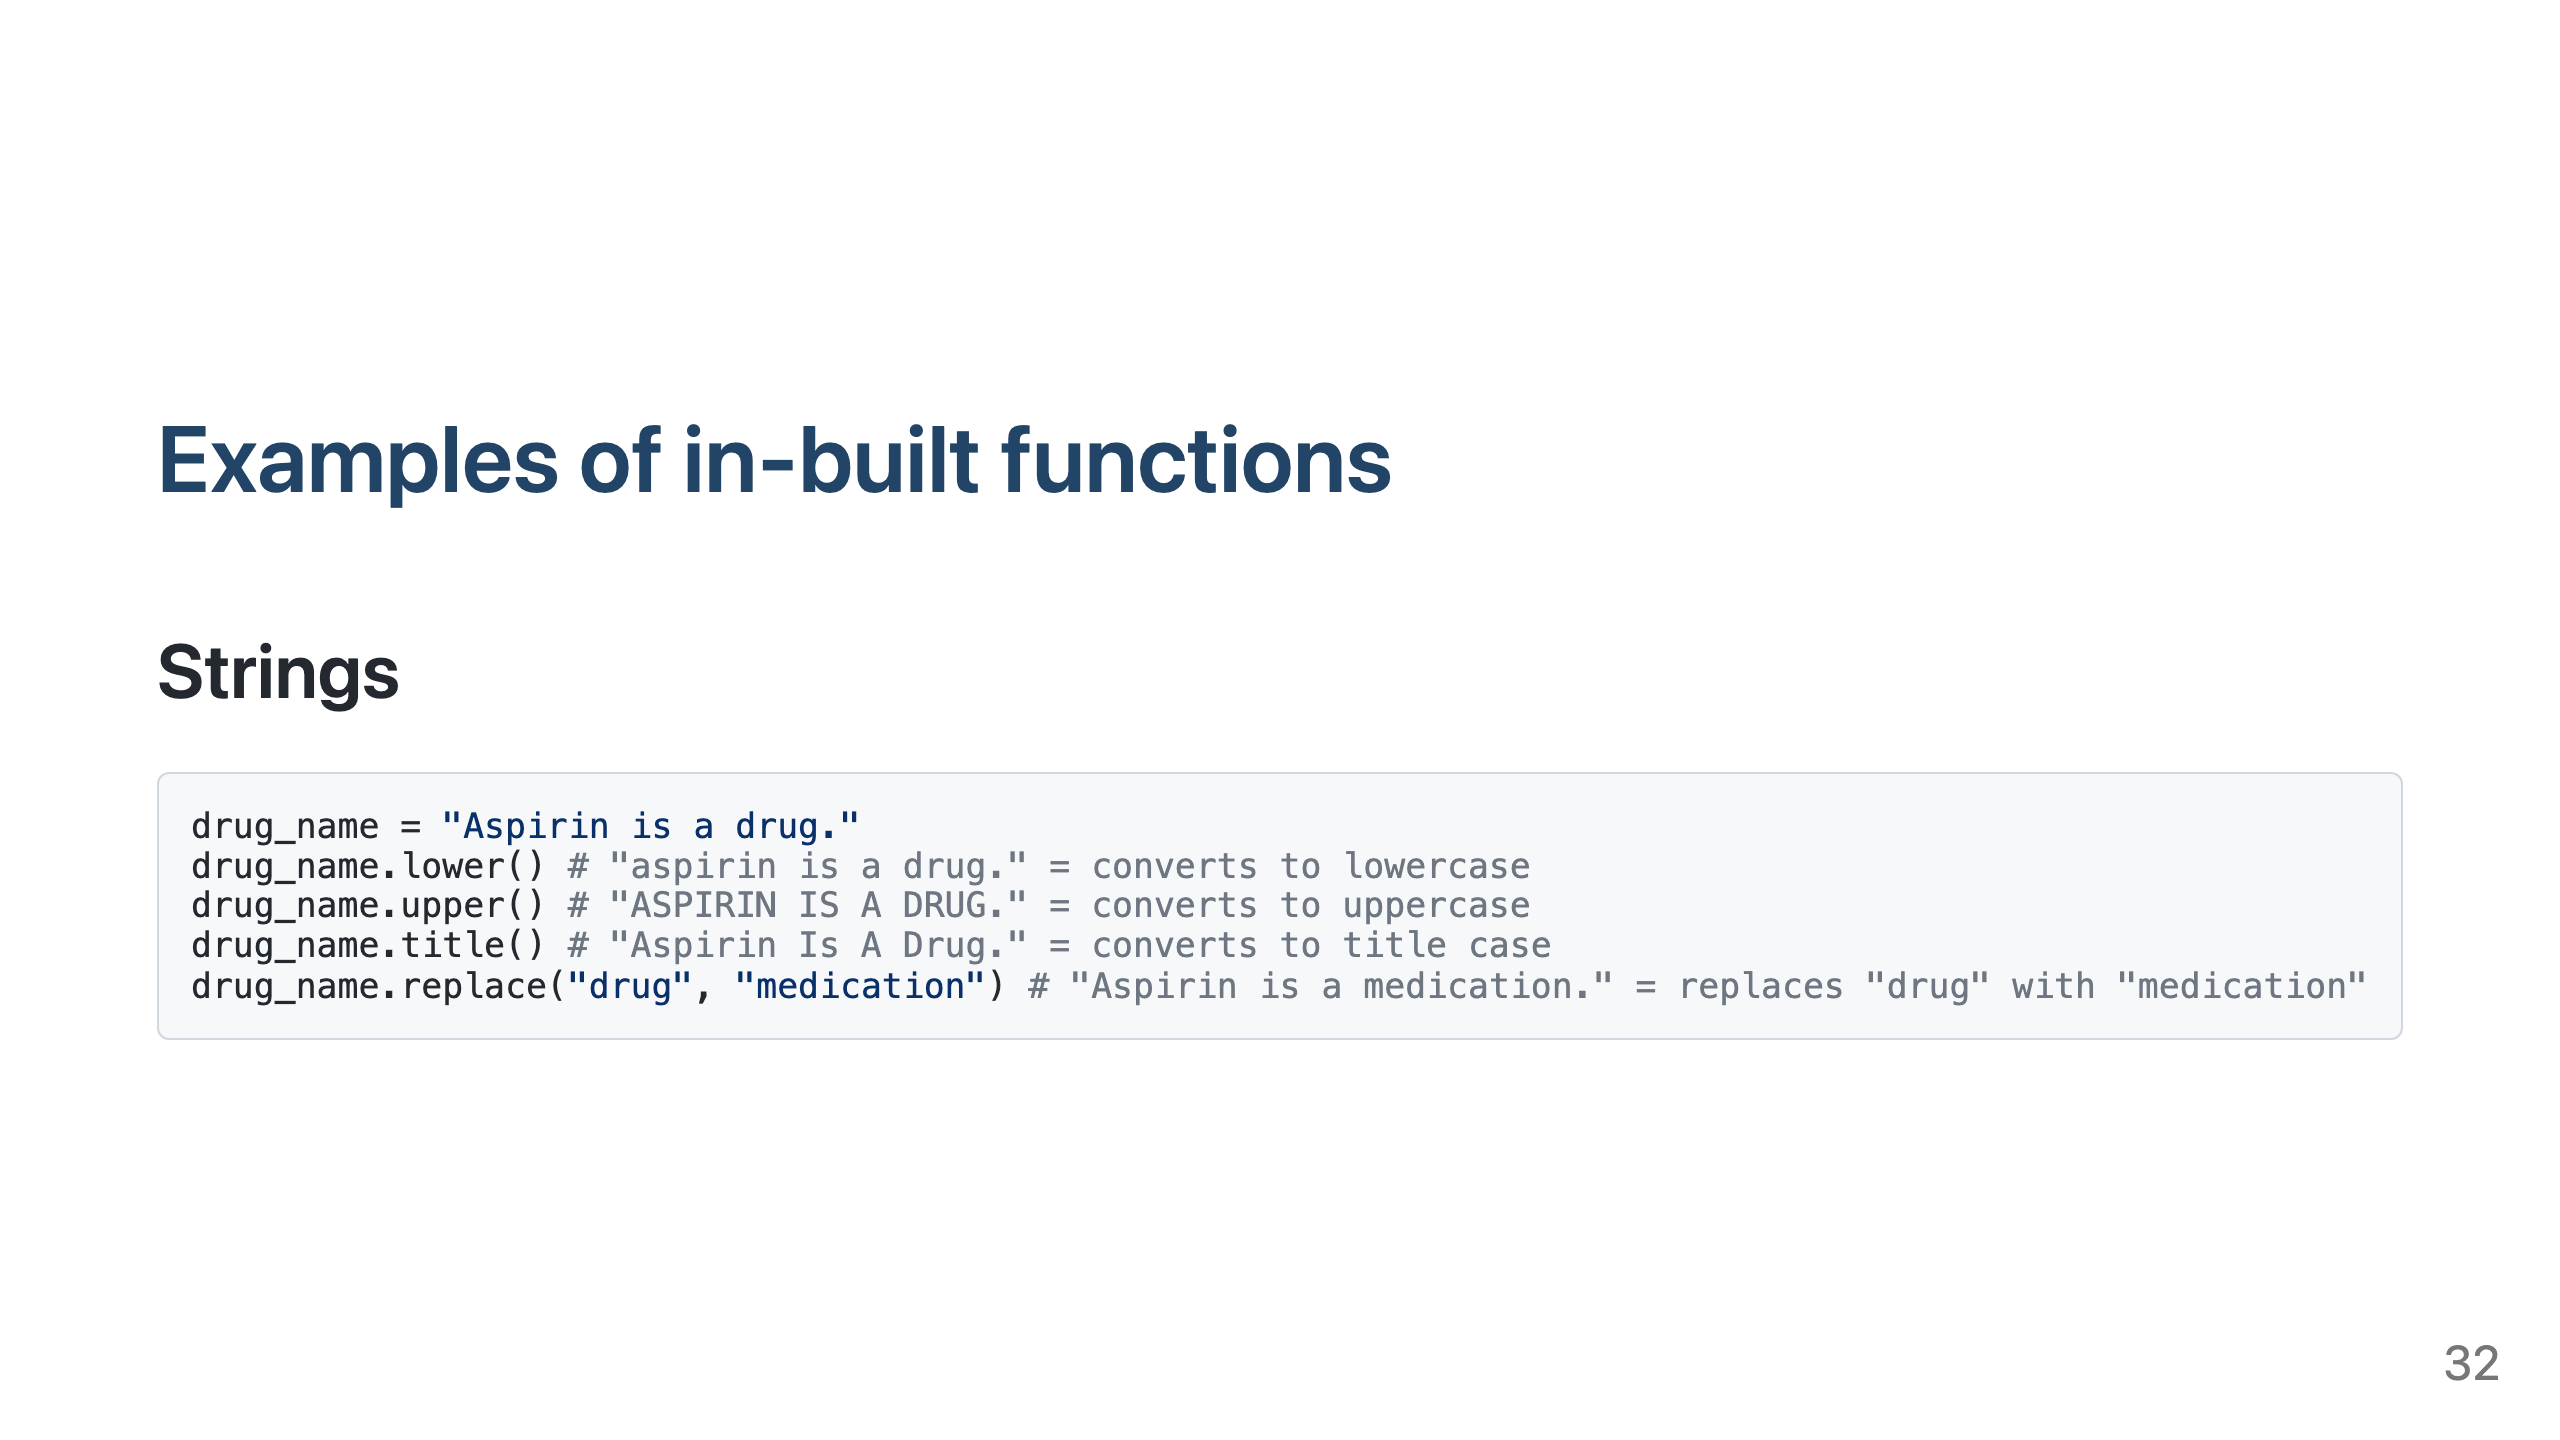 Examples of in-built functions
Strings
drug_name = "Aspirin is a drug."
drug_name.lower() # "aspirin is a drug." = converts to lowercase
drug_name.upper() # "ASPIRIN IS A DRUG." = converts to uppercase
drug_name.title() # "Aspirin Is A Drug." = converts to title case
drug_name.replace("drug", "medication") # "Aspirin is a medication." = replaces "drug" with "medication"
32